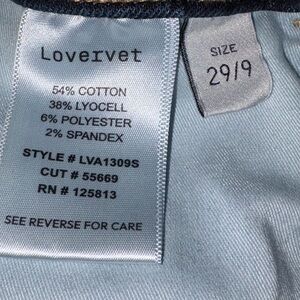 Lovervet
54% COTTON
38% LYOCELL
6% POLYESTER
2% SPANDEX
STYLE # LVA1309S
CUT # 55669
RN # 125813
SEE REVERSE FOR CARE
SIZE
29/9